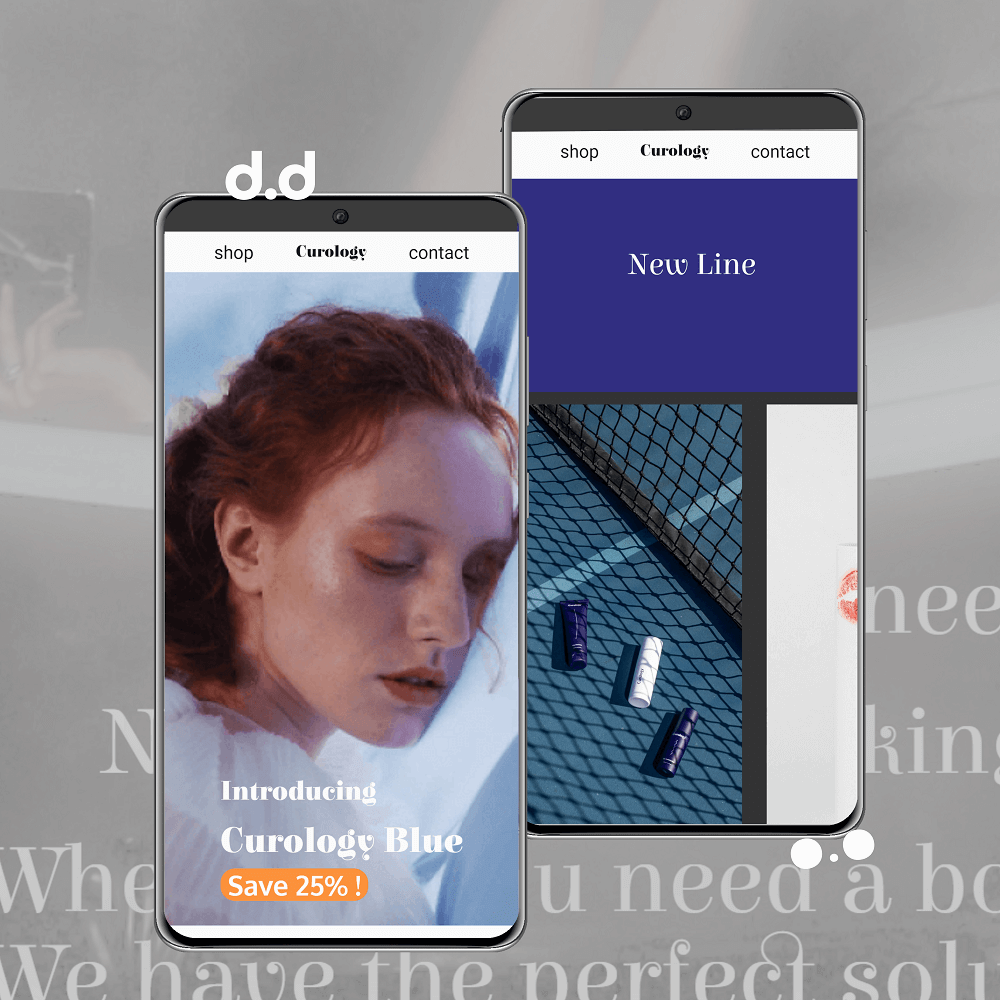 d.d
shop Curology contact
New Line
shop Curology contact
Introducing
Curology Blue
Save 25% !
nee
N king
Whe u need a bo
We have the perfect solu